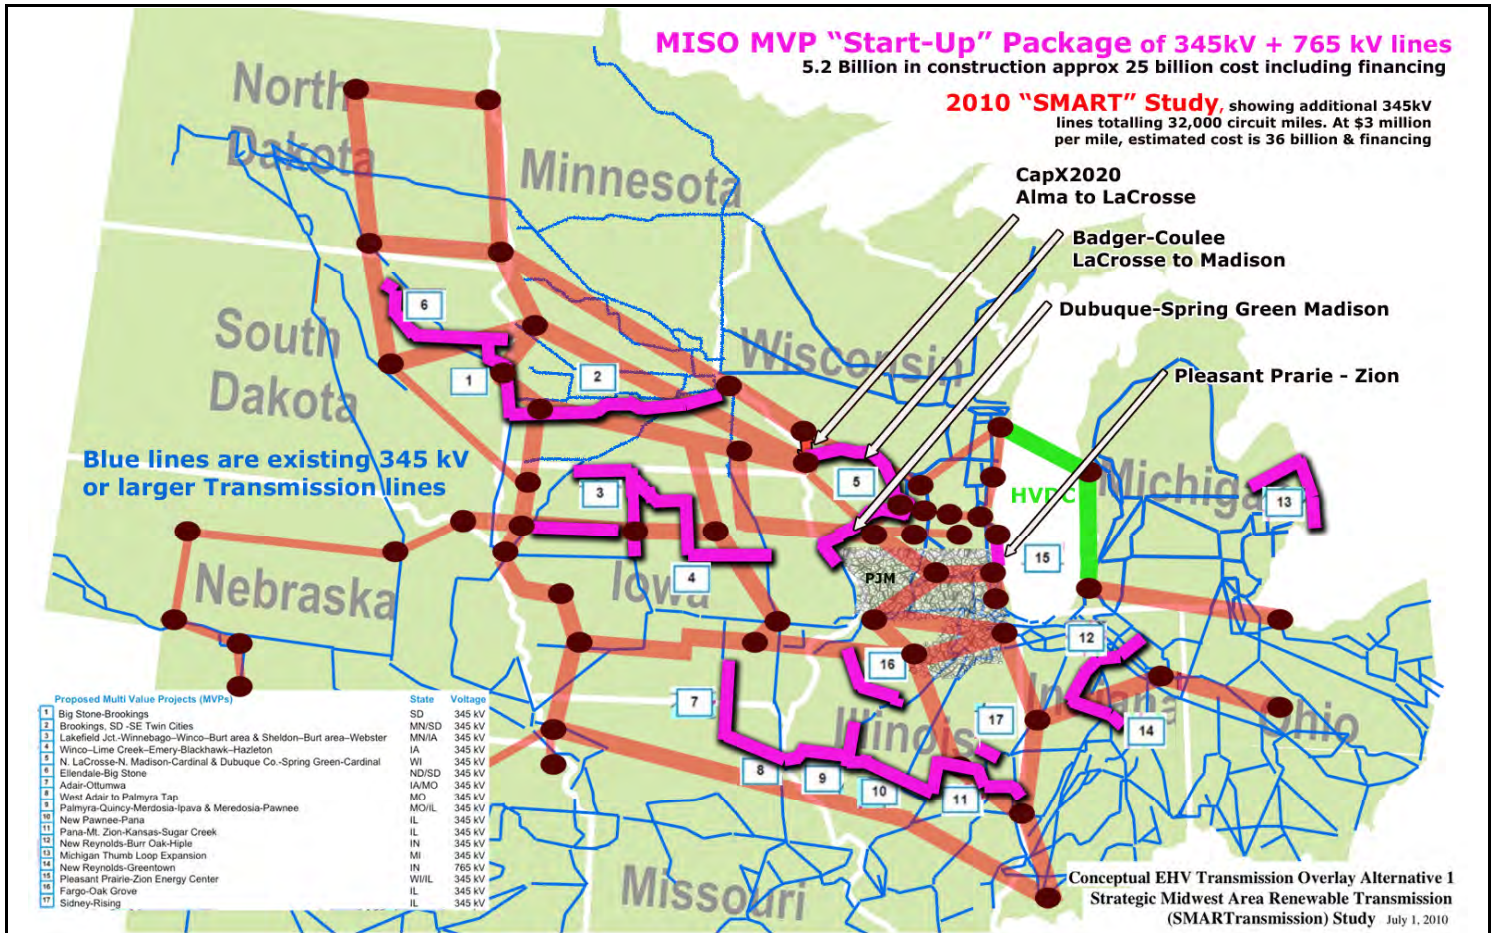 MISO MVP “Start-Up” Package of 345kV + 765 kV lines
5.2 Billion in construction approx 25 billion cost including financing
2010 “SMART” Study, showing additional 345kV
lines totalling 32,000 circuit miles. At $3 million
per mile, estimated cost is 36 billion & financing
North
Dakota
Minnesota
CapX2020
Alma to LaCrosse
Badger-Coulee
LaCrosse to Madison
Dubuque-Spring Green Madison
Pleasant Prarie - Zion
South
Dakota
Wisconsin
6
1
2
Blue lines are existing 345 kV
or larger Transmission lines
3
5
HVDC
Michiga
13
4
PJM
15
Nebraska
Iowa
12
16
7
Indiana
17
Illinois
14
Ohio
8
9
10
11
Missouri
Proposed Multi Value Projects (MVPs) State Voltage
1 Big Stone-Brookings SD 345 kV
2 Brookings, SD -SE Twin Cities MN/SD 345 kV
3 Lakefield Jct.-Winnebago–Winco–Burt area & Sheldon–Burt area–Webster MN/IA 345 kV
4 Winco–Lime Creek–Emery-Blackhawk–Hazleton IA 345 kV
5 N. LaCrosse-N. Madison-Cardinal & Dubuque Co.-Spring Green-Cardinal WI 345 kV
6 Ellendale-Big Stone ND/SD 345 kV
7 Adair-Ottumwa IA/MO 345 kV
8 West Adair to Palmyra Tap MO 345 kV
9 Palmyra-Quincy-Merdosia-Ipava & Meredosia-Pawnee MO/IL 345 kV
10 New Pawnee-Pana IL 345 kV
11 Pana-Mt. Zion-Kansas-Sugar Creek IL 345 kV
12 New Reynolds-Burr Oak-Hiple IN 345 kV
13 Michigan Thumb Loop Expansion MI 345 kV
14 New Reynolds-Greentown IN 765 kV
15 Pleasant Prairie-Zion Energy Center WI/IL 345 kV
16 Fargo-Oak Grove IL 345 kV
17 Sidney-Rising IL 345 kV
Conceptual EHV Transmission Overlay Alternative 1
Strategic Midwest Area Renewable Transmission
(SMARTransmission) Study July 1, 2010